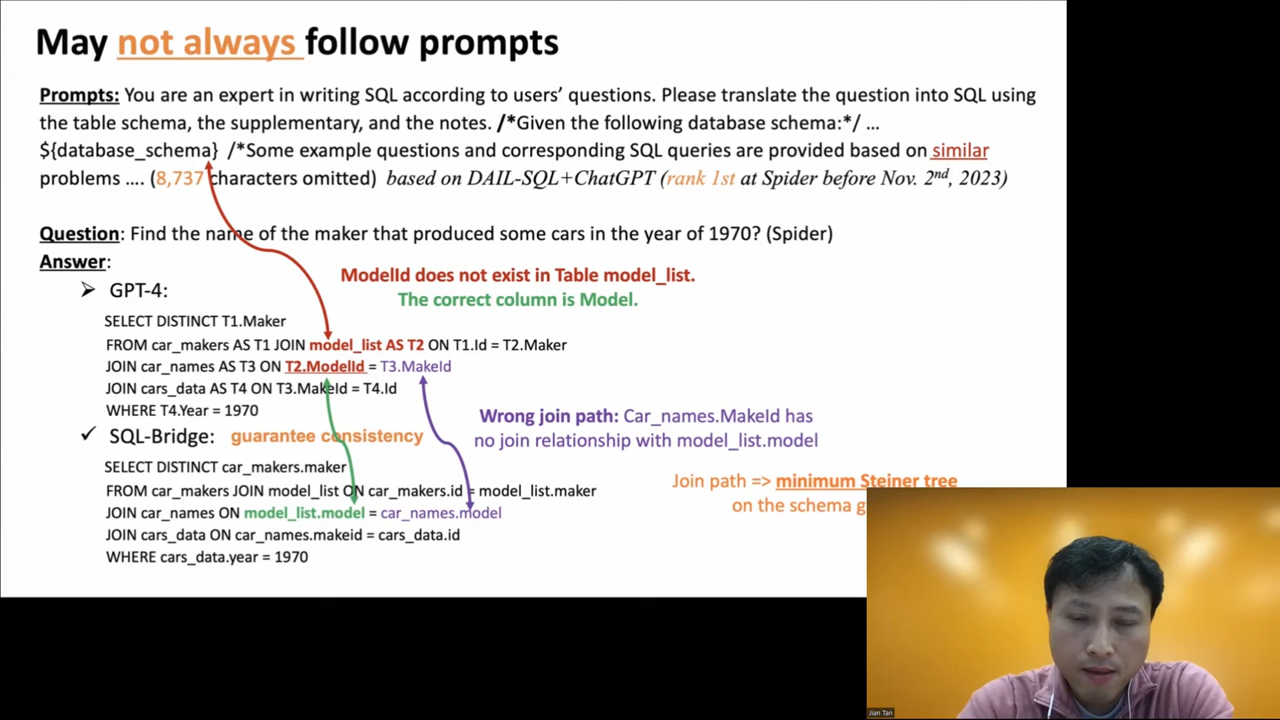 May not always follow prompts
Prompts: You are an expert in writing SQL according to users’ questions. Please translate the question into SQL using
the table schema, the supplementary, and the notes. /*Given the following database schema:*/ …
${database_schema} /*Some example questions and corresponding SQL queries are provided based on similar
problems …. (8,737 characters omitted) based on DAIL-SQL+ChatGPT (rank 1st at Spider before Nov. 2nd, 2023)
Question: Find the name of the maker that produced some cars in the year of 1970? (Spider)
Answer:
ModelId does not exist in Table model_list.
The correct column is Model.
➢ GPT-4:
SELECT DISTINCT T1.Maker
FROM car_makers AS T1 JOIN model_list AS T2 ON T1.Id = T2.Maker
JOIN car_names AS T3 ON T2.ModelId = T3.MakeId
JOIN cars_data AS T4 ON T3.MakeId = T4.Id
WHERE T4.Year = 1970
Wrong join path: Car_names.MakeId has
no join relationship with model_list.model
✓ SQL-Bridge: guarantee consistency
SELECT DISTINCT car_makers.maker
FROM car_makers JOIN model_list ON car_makers.id = model_list.maker
JOIN car_names ON model_list.model = car_names.model
JOIN cars_data ON car_names.makeid = cars_data.id
WHERE cars_data.year = 1970
Join path => minimum Steiner tree
on the schema g
Jian Tan